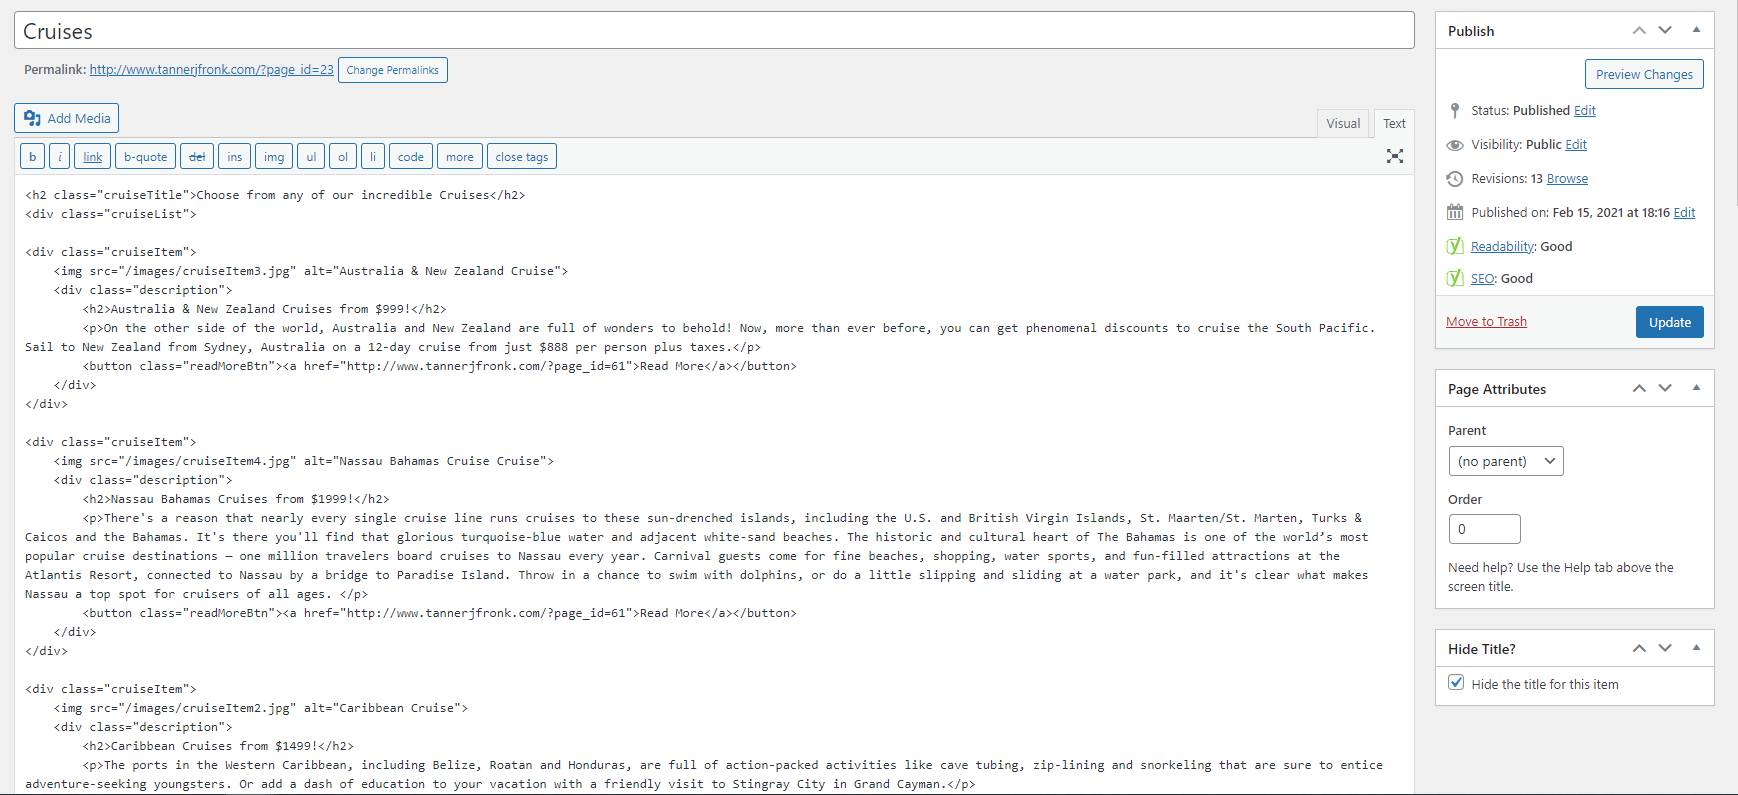 Cruises
Permalink: http://www.tannerjfronk.com/?page_id=23 Change Permalinks
Add Media
Visual Text
b i link b-quote del ins img ul ol li code more close tags
<h2 class="cruiseTitle">Choose from any of our incredible Cruises</h2>
<div class="cruiseList">
<div class="cruiseItem">
<img src="/images/cruiseItem3.jpg" alt="Australia & New Zealand Cruise">
<div class="description">
<h2>Australia & New Zealand Cruises from $999!</h2>
<p>On the other side of the world, Australia and New Zealand are full of wonders to behold! Now, more than ever before, you can get phenomenal discounts to cruise the South Pacific.
Sail to New Zealand from Sydney, Australia on a 12-day cruise from just $888 per person plus taxes.</p>
<button class="readMoreBtn"><a href="http://www.tannerjfronk.com/?page_id=61">Read More</a></button>
</div>
</div>
<div class="cruiseItem">
<img src="/images/cruiseItem4.jpg" alt="Nassau Bahamas Cruise Cruise">
<div class="description">
<h2>Nassau Bahamas Cruises from $1999!</h2>
<p>There's a reason that nearly every single cruise line runs cruises to these sun-drenched islands, including the U.S. and British Virgin Islands, St. Maarten/St. Marten, Turks &
Caicos and the Bahamas. It's there you'll find that glorious turquoise-blue water and adjacent white-sand beaches. The historic and cultural heart of The Bahamas is one of the world’s most
popular cruise destinations – one million travelers board cruises to Nassau every year. Carnival guests come for fine beaches, shopping, water sports, and fun-filled attractions at the
Atlantis Resort, connected to Nassau by a bridge to Paradise Island. Throw in a chance to swim with dolphins, or do a little slipping and sliding at a water park, and it's clear what makes
Nassau a top spot for cruisers of all ages. </p>
<button class="readMoreBtn"><a href="http://www.tannerjfronk.com/?page_id=61">Read More</a></button>
</div>
</div>
<div class="cruiseItem">
<img src="/images/cruiseItem2.jpg" alt="Caribbean Cruise">
<div class="description">
<h2>Caribbean Cruises from $1499!</h2>
<p>The ports in the Western Caribbean, including Belize, Roatan and Honduras, are full of action-packed activities like cave tubing, zip-lining and snorkeling that are sure to entice
adventure-seeking youngsters. Or add a dash of education to your vacation with a friendly visit to Stingray City in Grand Cayman.</p>
Publish
Preview Changes
Status: Published Edit
Visibility: Public Edit
Revisions: 13 Browse
Published on: Feb 15, 2021 at 18:16 Edit
Readability: Good
SEO: Good
Move to Trash Update
Page Attributes
Parent
(no parent)
Order
0
Need help? Use the Help tab above the
screen title.
Hide Title?
Hide the title for this item